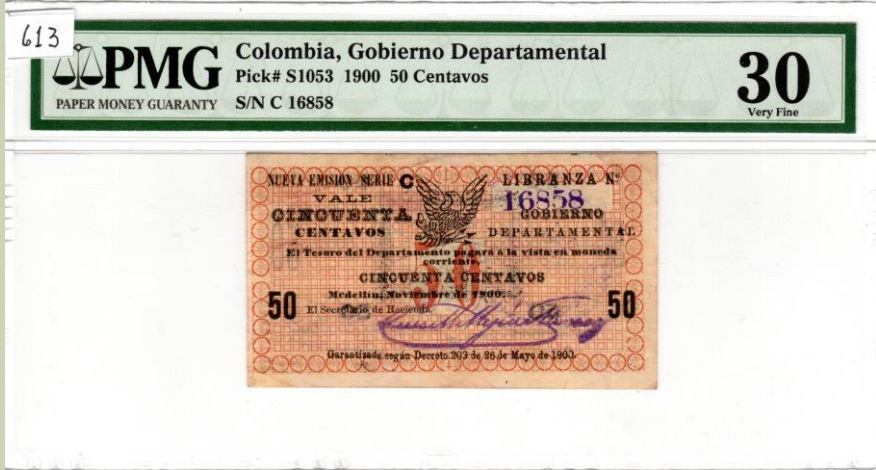 613
PMG
PAPER MONEY GUARANTY
Colombia, Gobierno Departamental
Pick# S1053 1900 50 Centavos
S/N C 16858
30
Very Fine
NUEVA EMISION SERIE C
LIBRANZA Nº
16858
VALE
CINCUENTA
CENTAVOS
GOBIERNO
DEPARTAMENTAL
El Tesoro del Departamento pagará á la vista en moneda
corriente,
50
CINCUENTA CENTAVOS
Medellín, Noviembre de 1900.
50
El Secretario de Hacienda,
50
Garantizada según Decreto 203 de 26 de Mayo de 1900.